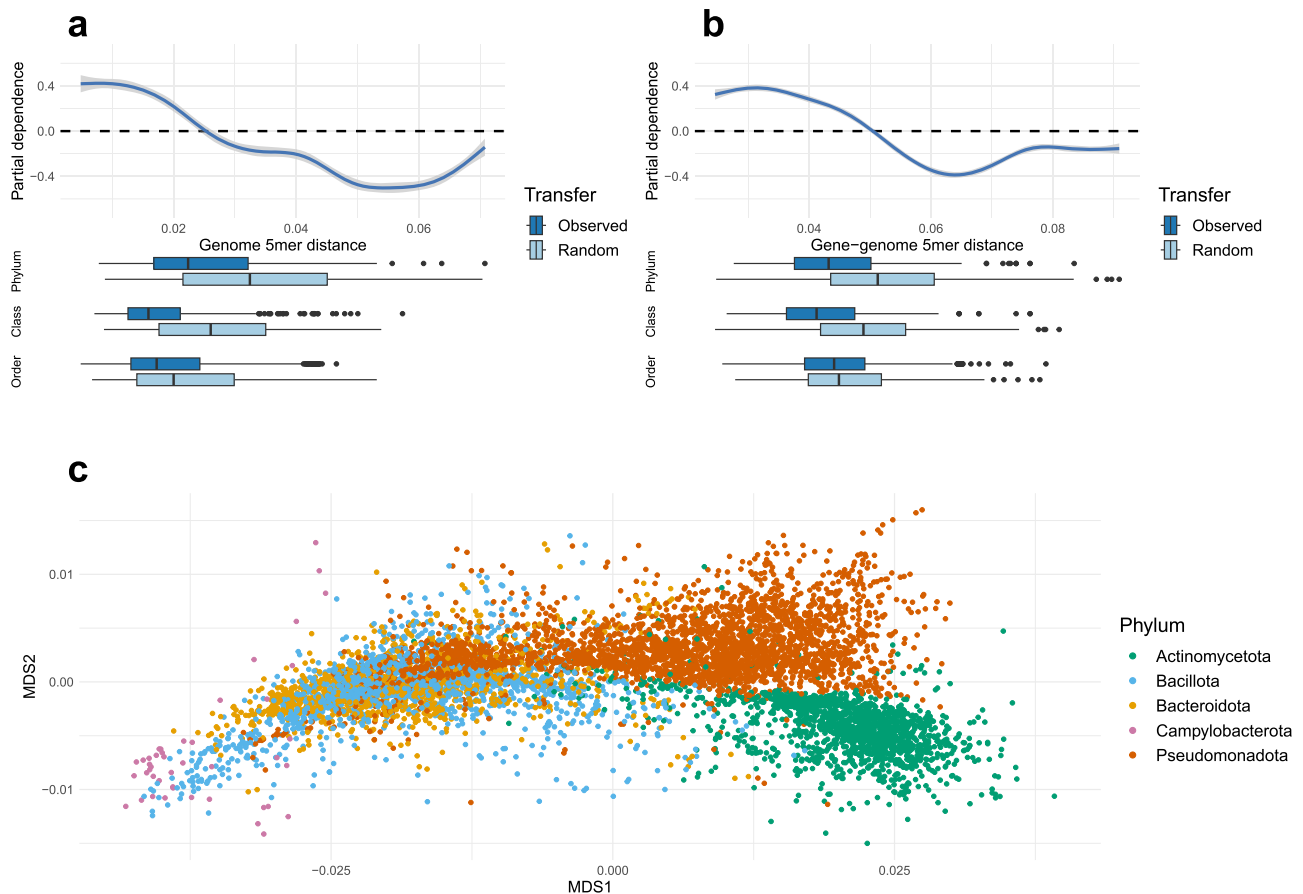 a
Partial dependence
0.4
0.0
−0.4
0.02
0.04
0.06
Genome 5mer distance
Phylum
Class
Order
Transfer
Observed
Random
b
Partial dependence
0.4
0.0
−0.4
0.04
0.06
0.08
Gene−genome 5mer distance
Phylum
Class
Order
Transfer
Observed
Random
c
MDS2
0.01
0.00
−0.01
−0.025
0.000
0.025
MDS1
Phylum
Actinomycetota
Bacillota
Bacteroidota
Campylobacterota
Pseudomonadota